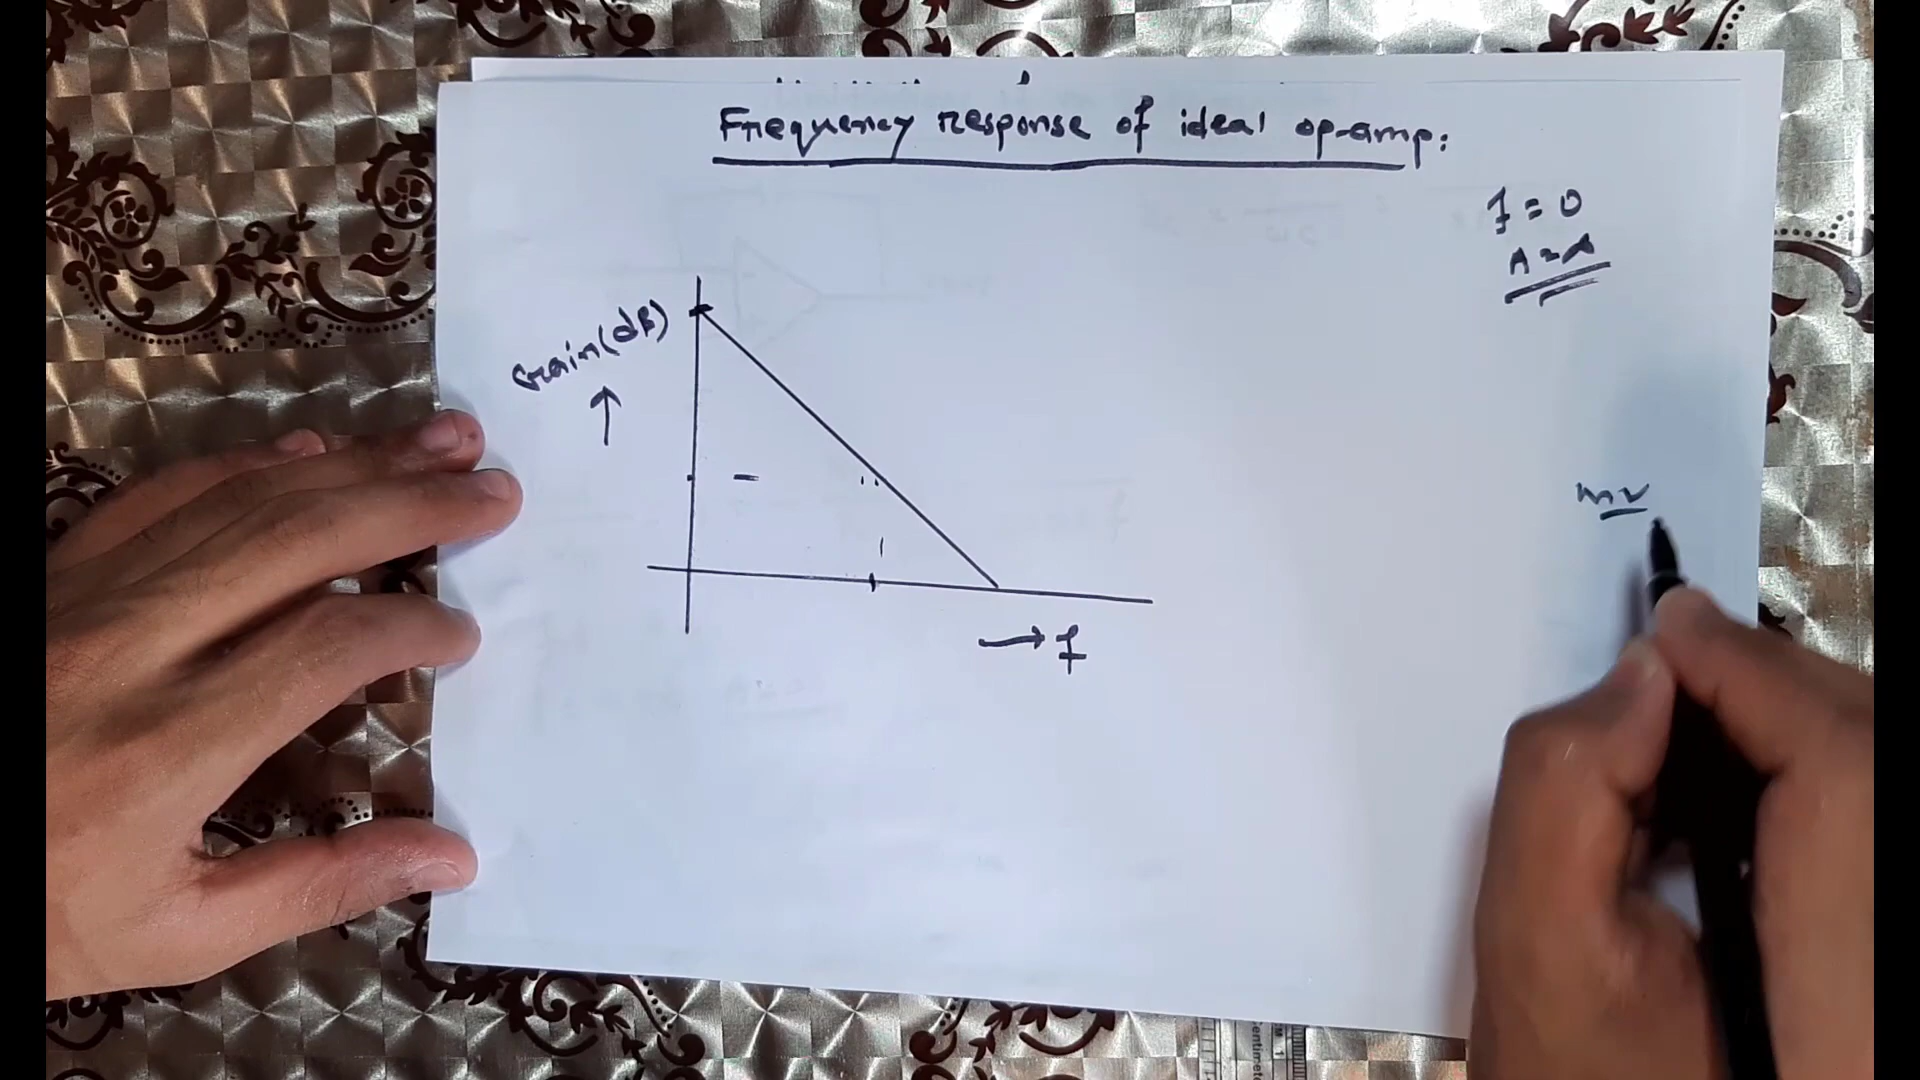 Frequency response of ideal op-amp:
f = 0
Gain(dB)
mv
f